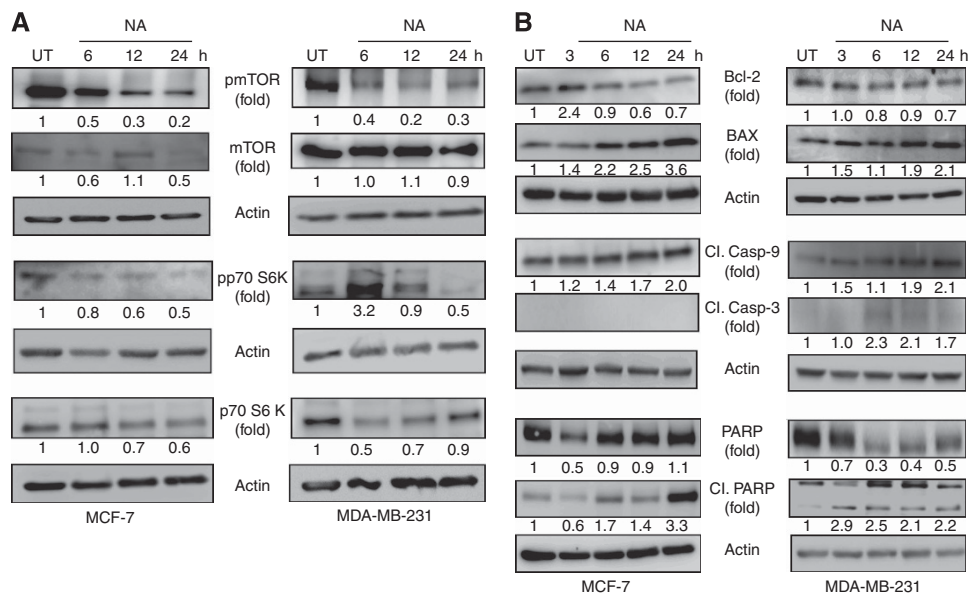 A
NA
NA
UT 6 12 24 h
UT 6 12 24 h
pmTOR
(fold)
1 0.5 0.3 0.2
1 0.4 0.2 0.3
mTOR
(fold)
1 0.6 1.1 0.5
1 1.0 1.1 0.9
Actin
pp70 S6K
(fold)
1 0.8 0.6 0.5
1 3.2 0.9 0.5
Actin
p70 S6 K
(fold)
1 1.0 0.7 0.6
1 0.5 0.7 0.9
Actin
MCF-7
MDA-MB-231
B
NA
NA
UT 3 6 12 24 h
UT 3 6 12 24 h
Bcl-2
(fold)
1 2.4 0.9 0.6 0.7
1 1.0 0.8 0.9 0.7
BAX
(fold)
1 1.4 2.2 2.5 3.6
1 1.5 1.1 1.9 2.1
Actin
Cl. Casp-9
(fold)
1 1.2 1.4 1.7 2.0
1 1.5 1.1 1.9 2.1
Cl. Casp-3
(fold)
1 1.0 2.3 2.1 1.7
Actin
PARP
(fold)
1 0.5 0.9 0.9 1.1
1 0.7 0.3 0.4 0.5
Cl. PARP
(fold)
1 0.6 1.7 1.4 3.3
1 2.9 2.5 2.1 2.2
Actin
MCF-7
MDA-MB-231